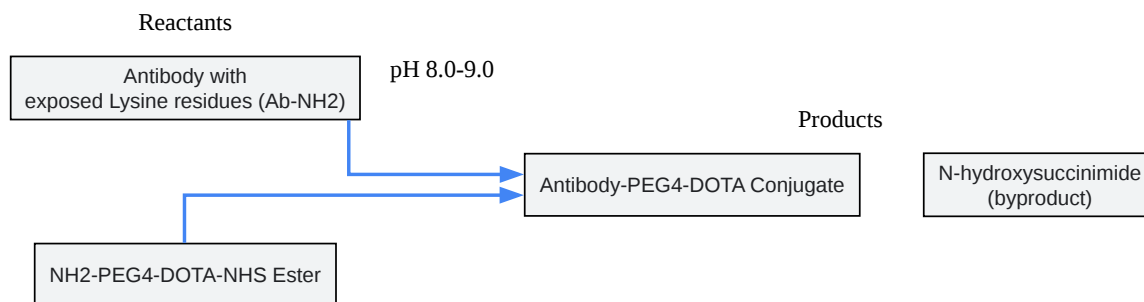 Reactants
Antibody with
exposed Lysine residues (Ab-NH2)
pH 8.0-9.0
Products
Antibody-PEG4-DOTA Conjugate
N-hydroxysuccinimide
(byproduct)
NH2-PEG4-DOTA-NHS Ester